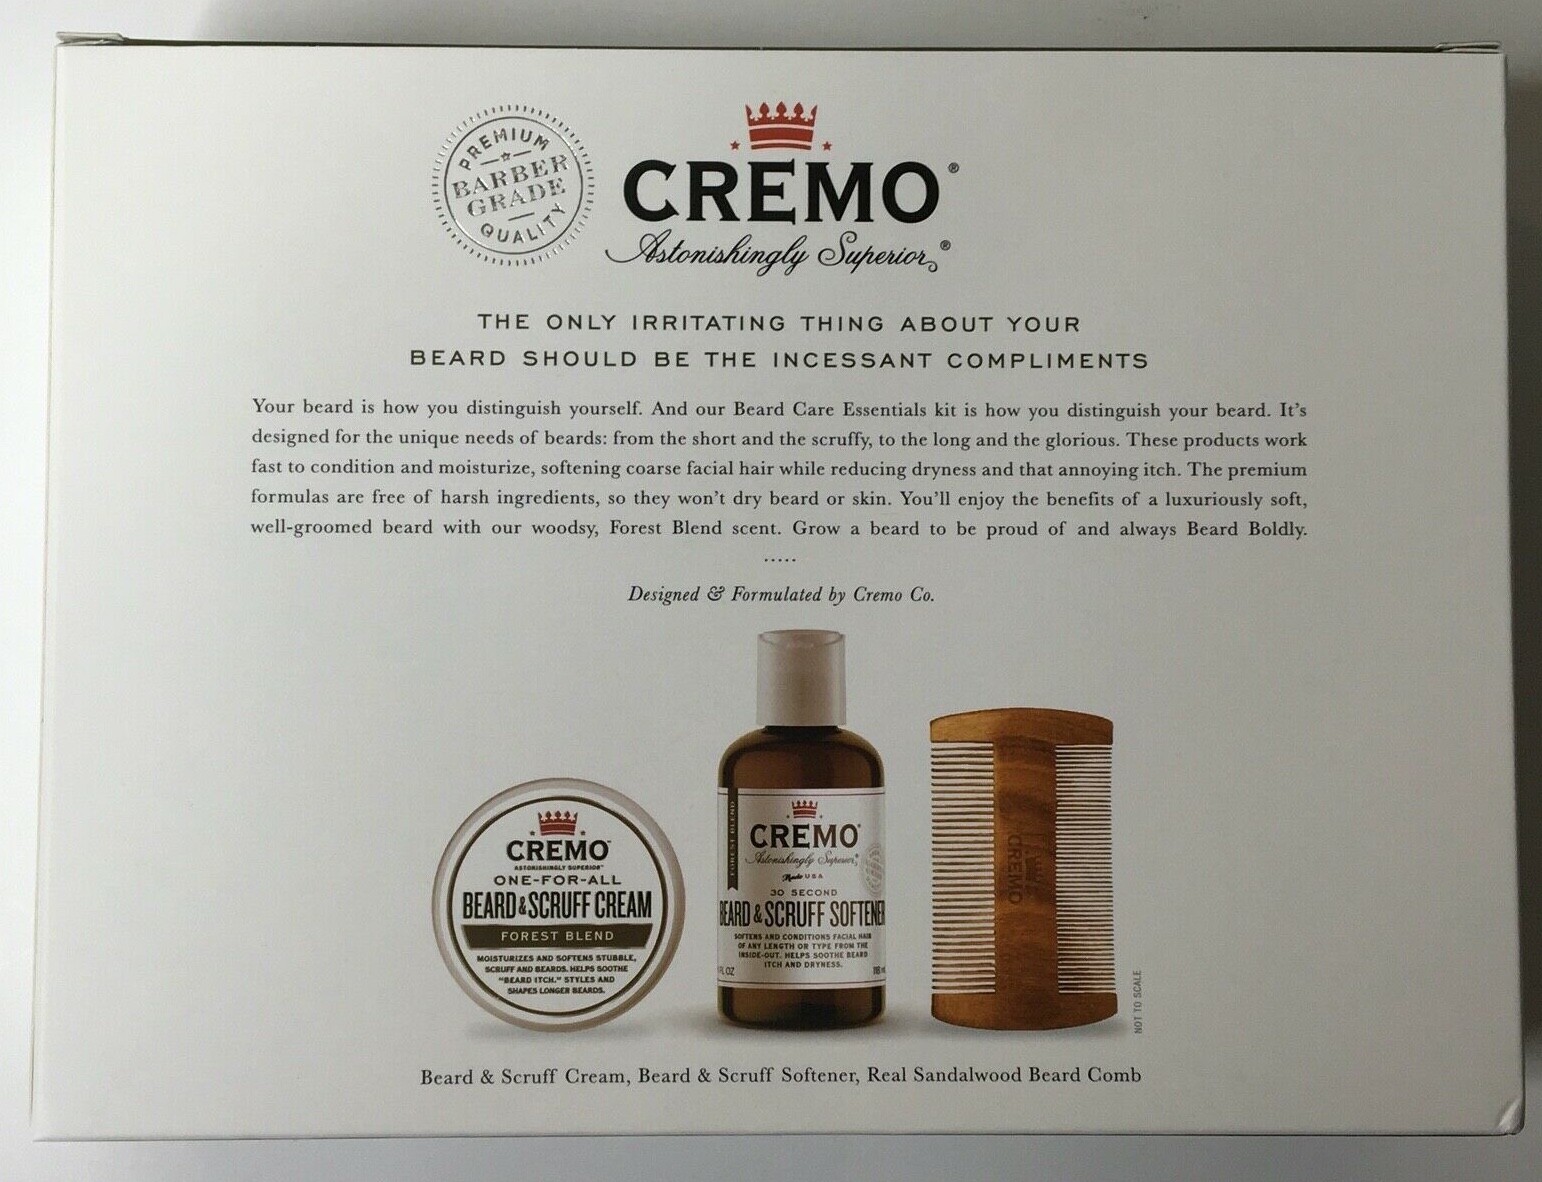 PREMIUM
BARBER
GRADE
QUALITY
CREMO®
Astonishingly Superior®
THE ONLY IRRITATING THING ABOUT YOUR
BEARD SHOULD BE THE INCESSANT COMPLIMENTS
Your beard is how you distinguish yourself. And our Beard Care Essentials kit is how you distinguish your beard. It's
designed for the unique needs of beards: from the short and the scruffy, to the long and the glorious. These products work
fast to condition and moisturize, softening coarse facial hair while reducing dryness and that annoying itch. The premium
formulas are free of harsh ingredients, so they won't dry beard or skin. You'll enjoy the benefits of a luxuriously soft,
well-groomed beard with our woodsy, Forest Blend scent. Grow a beard to be proud of and always Beard Boldly.
.....
Designed & Formulated by Cremo Co.
CREMO
ASTONISHINGLY SUPERIOR
ONE-FOR-ALL
BEARD & SCRUFF CREAM
FOREST BLEND
MOISTURIZES AND SOFTENS STUBBLE,
SCRUFF AND BEARDS. HELPS SOOTHE
"BEARD ITCH." STYLES AND
SHAPES LONGER BEARDS.
FOREST BLEND
CREMO
Astonishingly Superior
Made USA
30 SECOND
BEARD & SCRUFF SOFTENER
SOFTENS AND CONDITIONS FACIAL HAIR
OF ANY LENGTH OR TYPE FROM THE
INSIDE-OUT. HELPS SOOTHE BEARD
ITCH AND DRYNESS.
FL OZ
CREMO
NOT TO SCALE
Beard & Scruff Cream, Beard & Scruff Softener, Real Sandalwood Beard Comb